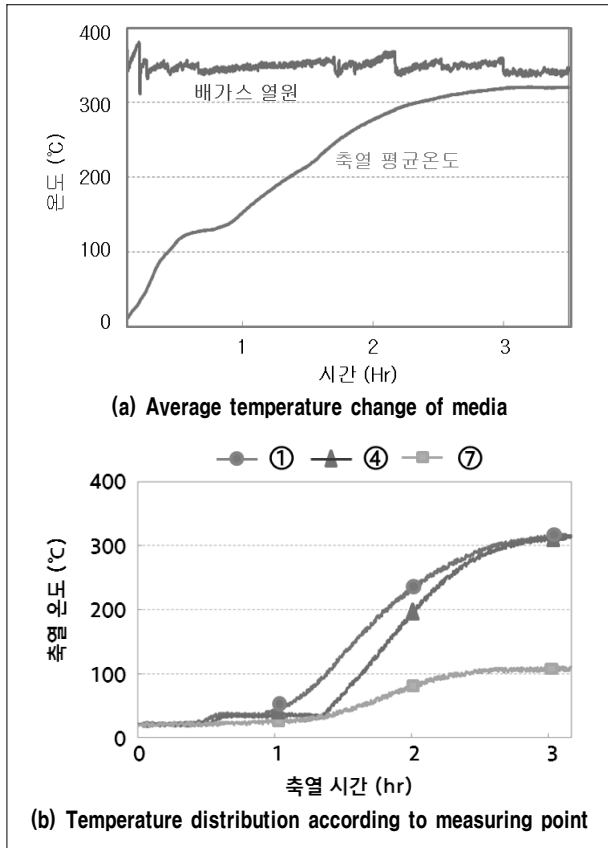 400
300
200
100
0
온도 (℃)
배가스 열원
축열 평균온도
1 2 3
시간 (Hr)
(a) Average temperature change of media
① ④ ⑦
400
300
200
100
0
축열 온도 (℃)
0 1 2 3
축열 시간 (hr)
(b) Temperature distribution according to measuring point